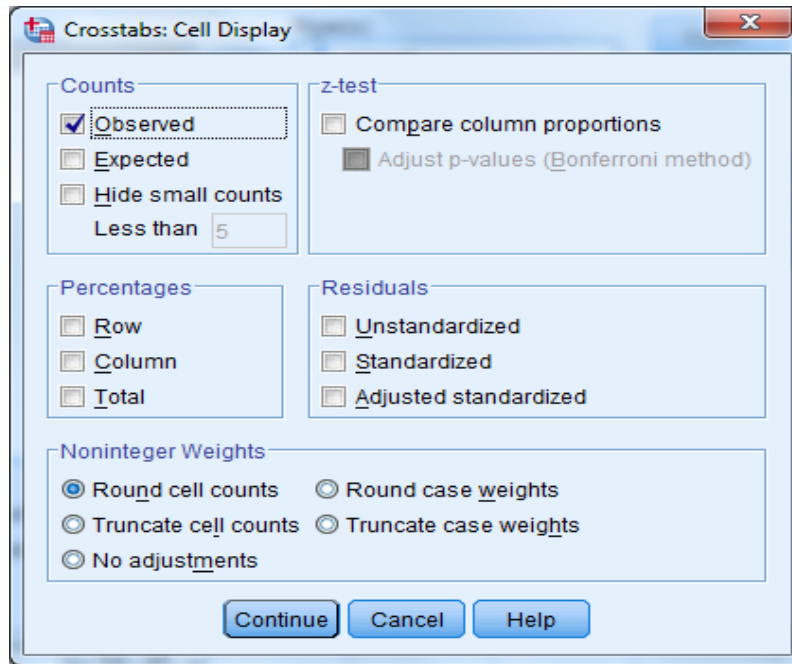 Crosstabs: Cell Display
Counts
Observed
Expected
Hide small counts
Less than 5
z-test
Compare column proportions
Adjust p-values (Bonferroni method)
Percentages
Row
Column
Total
Residuals
Unstandardized
Standardized
Adjusted standardized
Noninteger Weights
Round cell counts Round case weights
Truncate cell counts Truncate case weights
No adjustments
Continue Cancel Help